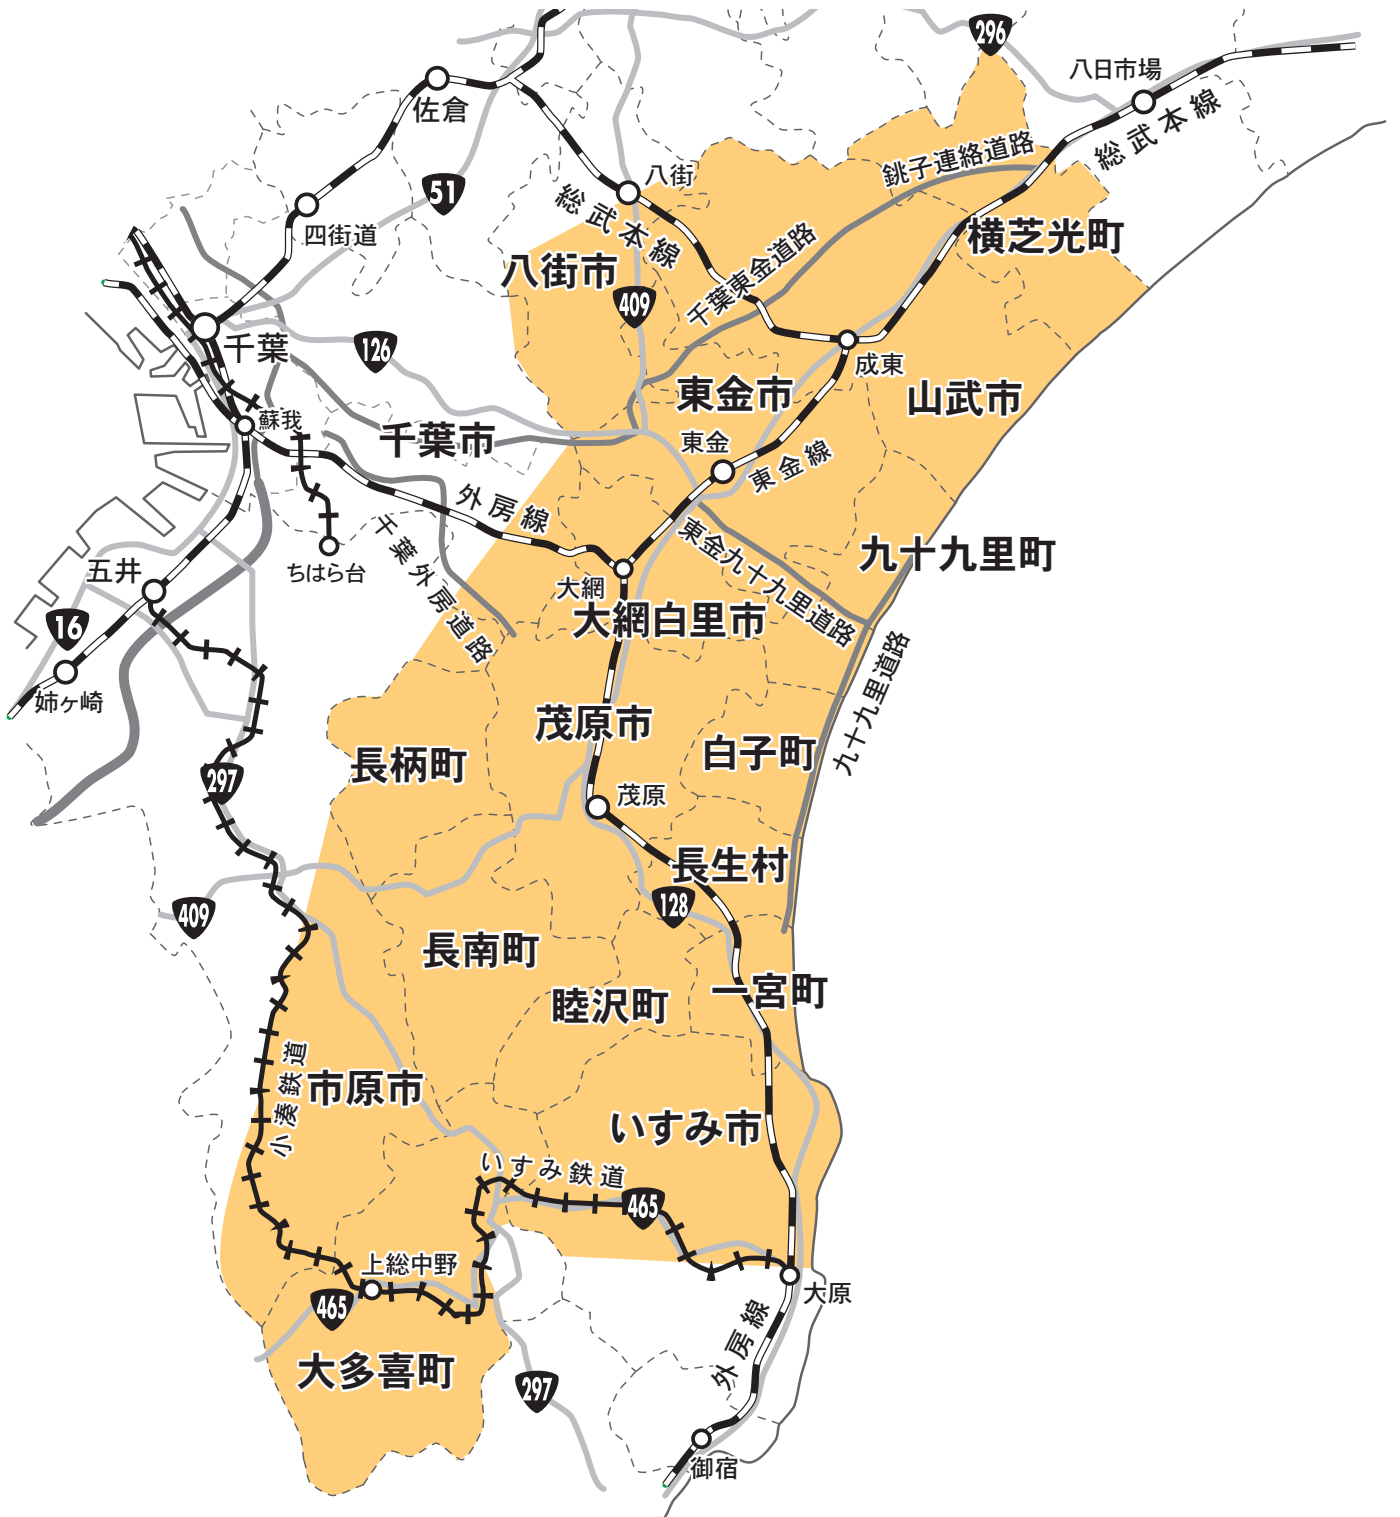 296
八日市場
佐倉
総武本線
銚子連絡道路
51
八街
総武本線
四街道
横芝光町
千葉東金道路
八街市
409
千葉
126
成東
東金市
山武市
蘇我
千葉市
東金
東金線
外房線
千葉外房道路
東金九十九里道路
九十九里町
ちはら台
五井
大網
大網白里市
16
九十九里道路
姉ヶ崎
茂原市
白子町
長柄町
297
茂原
長生村
409
128
長南町
一宮町
睦沢町
小湊鉄道
市原市
いすみ市
いすみ鉄道
465
上総中野
大原
465
外房線
大多喜町
297
御宿